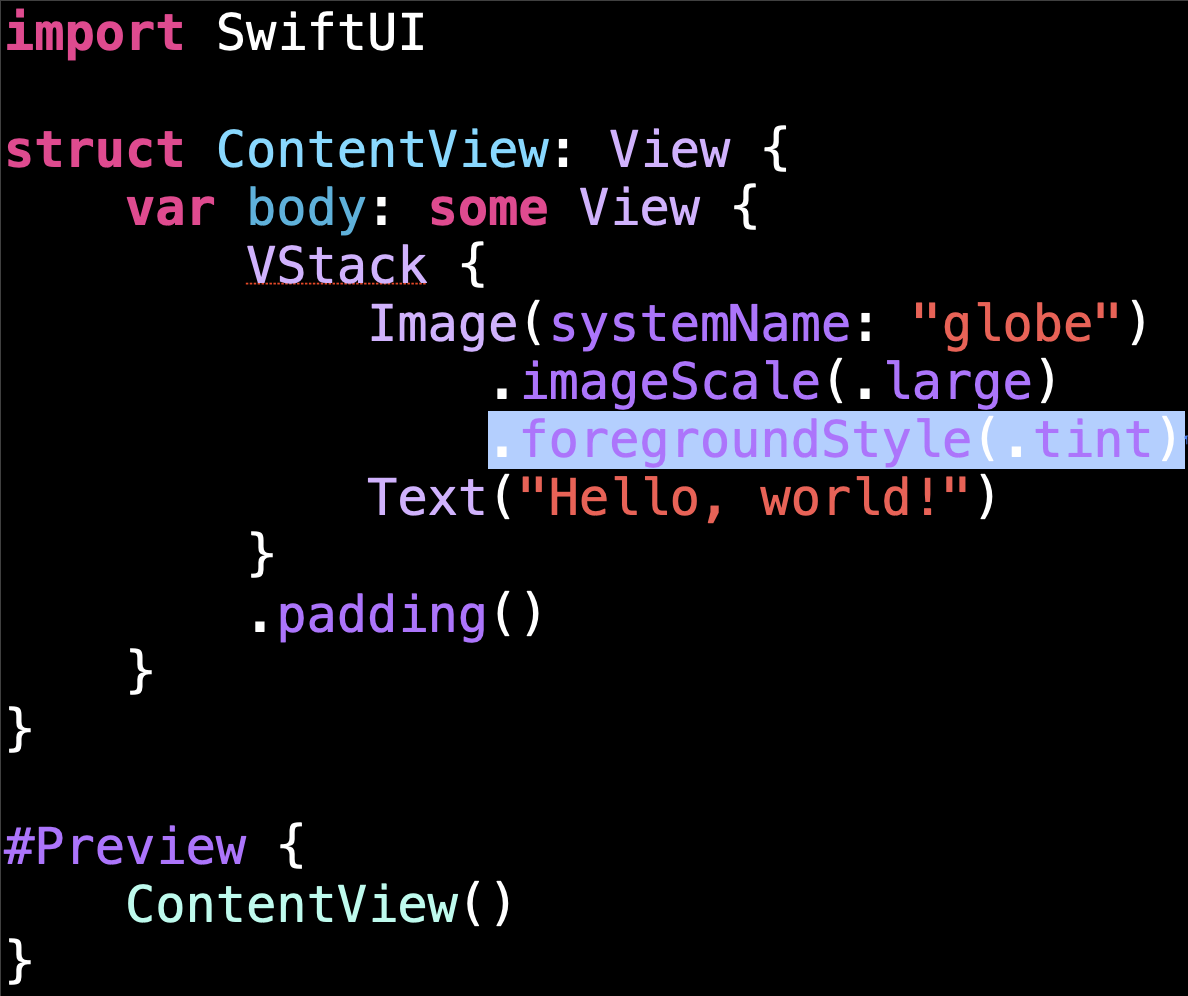 import SwiftUI

struct ContentView: View {
    var body: some View {
        VStack {
            Image(systemName: "globe")
                .imageScale(.large)
                .foregroundStyle(.tint)
            Text("Hello, world!")
        }
        .padding()
    }
}

#Preview {
    ContentView()
}